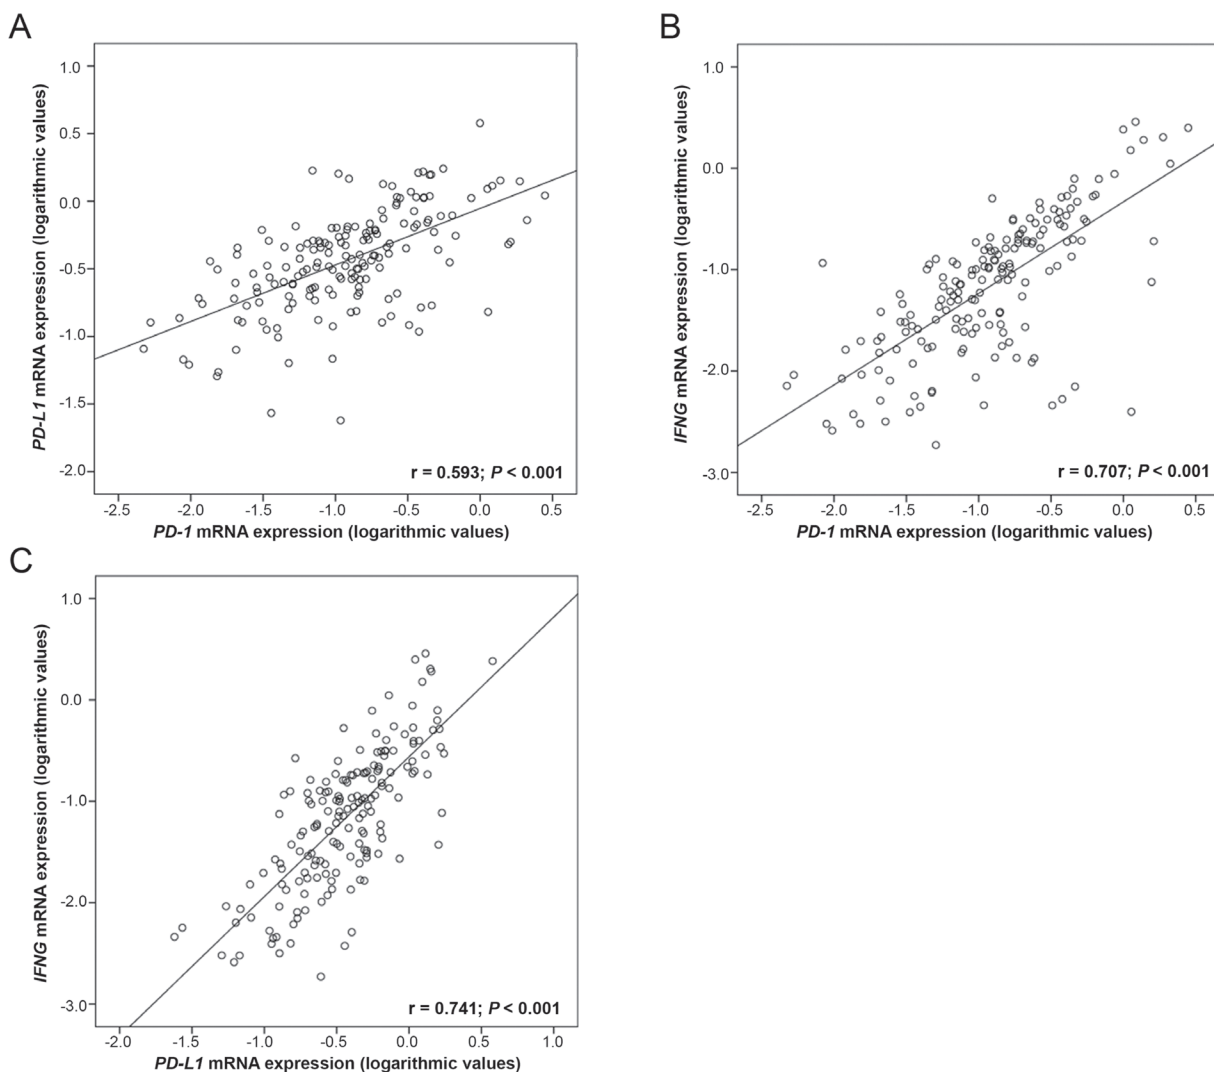 A
1.0
0.5
0.0
-0.5
-1.0
-1.5
-2.0
PD-L1 mRNA expression (logarithmic values)
r = 0.593; P < 0.001
-2.5 -2.0 -1.5 -1.0 -0.5 0.0 0.5
PD-1 mRNA expression (logarithmic values)
B
1.0
0.0
-1.0
-2.0
-3.0
IFNG mRNA expression (logarithmic values)
r = 0.707; P < 0.001
-2.5 -2.0 -1.5 -1.0 -0.5 0.0 0.5
PD-1 mRNA expression (logarithmic values)
C
1.0
0.0
-1.0
-2.0
-3.0
IFNG mRNA expression (logarithmic values)
r = 0.741; P < 0.001
-2.0 -1.5 -1.0 -0.5 0.0 0.5 1.0
PD-L1 mRNA expression (logarithmic values)